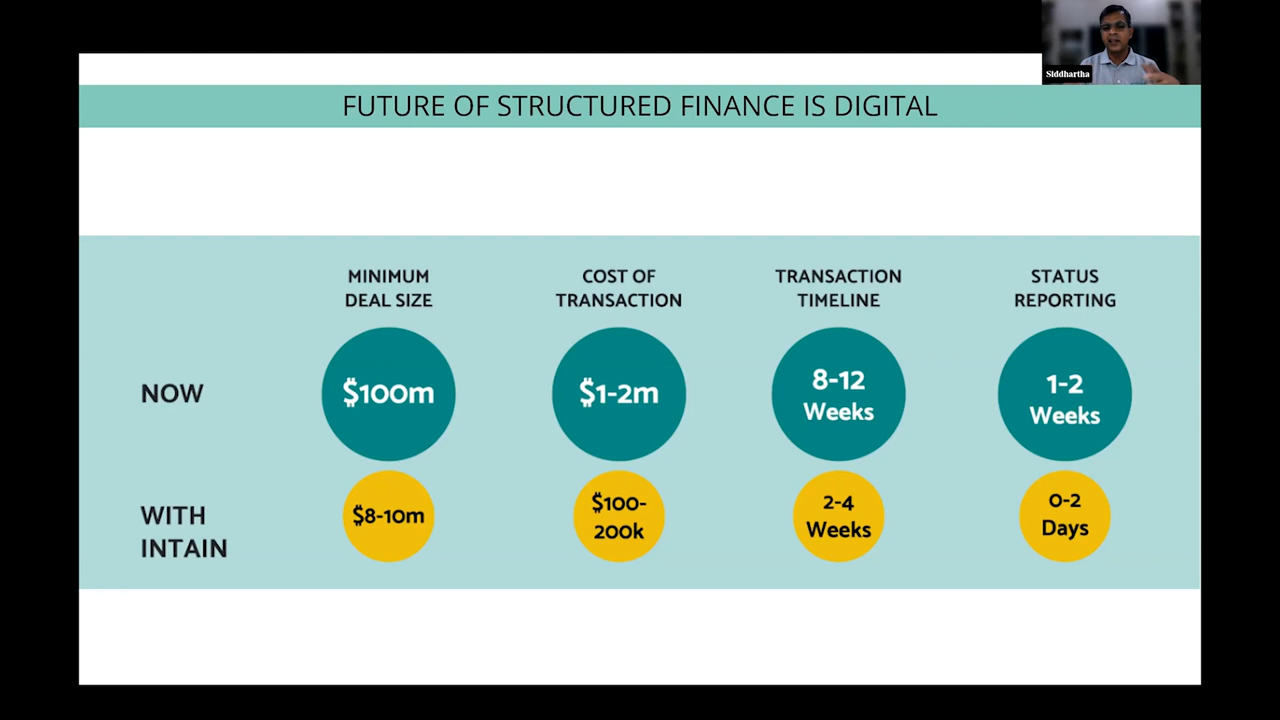 Siddhartha
FUTURE OF STRUCTURED FINANCE IS DIGITAL
MINIMUM
DEAL SIZE
COST OF
TRANSACTION
TRANSACTION
TIMELINE
STATUS
REPORTING
NOW
$100m
$1-2m
8-12
Weeks
1-2
Weeks
WITH
INTAIN
$8-10m
$100-
200k
2-4
Weeks
0-2
Days